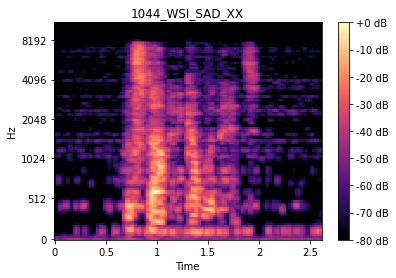 1044_WSI_SAD_XX
Hz
8192
4096
2048
1024
512
0
0
0.5
1
1.5
2
2.5
Time
+0 dB
-10 dB
-20 dB
-30 dB
-40 dB
-50 dB
-60 dB
-70 dB
-80 dB